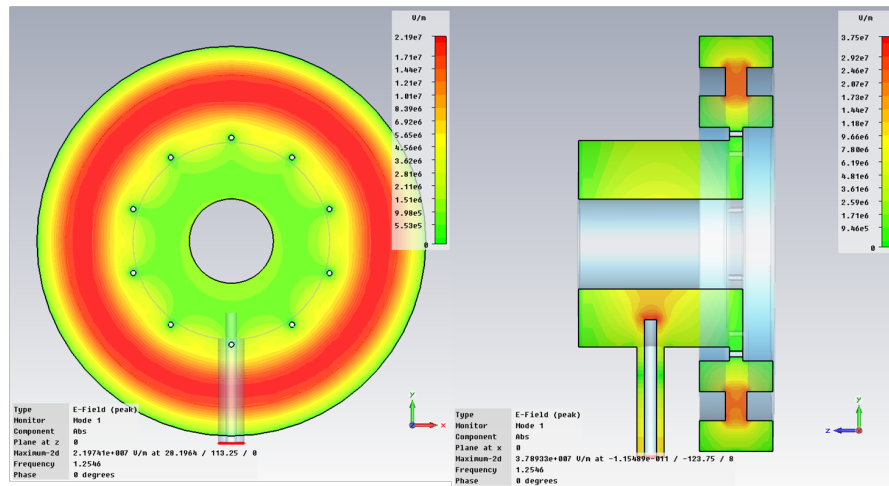 V/m
2.19e7
1.71e7
1.44e7
1.21e7
1.01e7
8.39e6
6.92e6
5.65e6
4.56e6
3.62e6
2.81e6
2.11e6
1.51e6
9.98e5
5.53e5
0
Type E-Field (peak)
Monitor Mode 1
Component Abs
Plane at z 0
Maximum-2d 2.19741e+007 V/m at 28.1964 / 113.25 / 0
Frequency 1.2546
Phase 0 degrees
y
x
V/m
3.75e7
2.92e7
2.46e7
2.07e7
1.73e7
1.44e7
1.18e7
9.66e6
7.80e6
6.19e6
4.81e6
3.61e6
2.59e6
1.71e6
9.46e5
0
Type E-Field (peak)
Monitor Mode 1
Component Abs
Plane at x 0
Maximum-2d 3.78933e+007 V/m at -1.15489e-011 / -123.75 / 8
Frequency 1.2546
Phase 0 degrees
y
z